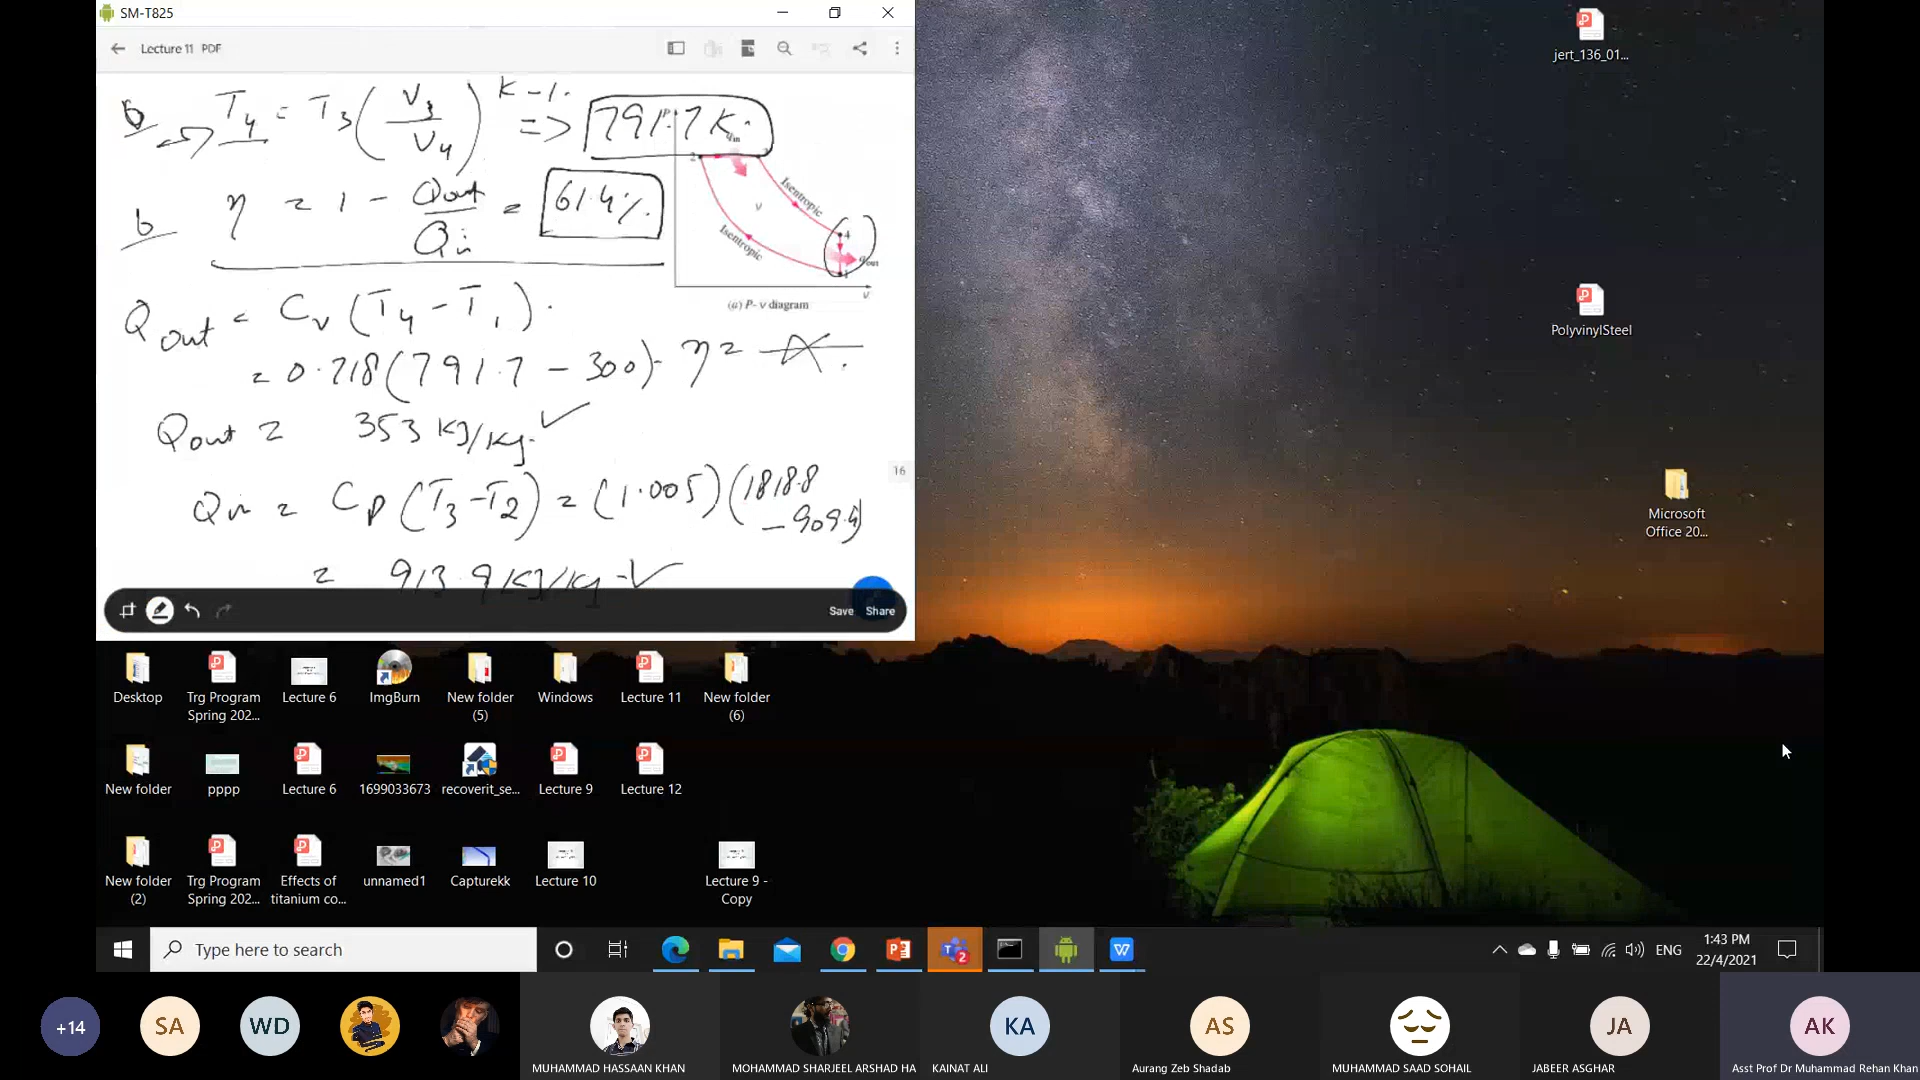 SM-T825
Lecture 11 PDF
b T4 = T3 (V3/V4)^K-1. => 791.7 K.
b η = 1 - Qout/Qin = 61.4%.
P
qin
2
3
Isentropic
Isentropic
4
qout
1
v
(a) P- v diagram
Qout = Cv (T4 - T1).
= 0.718 (791.7 - 300). η =
Qout = 353 KJ/Kg. ✓
16
Qin = Cp (T3 - T2) = (1.005) (1818.8
- 909.4)
= 913.9 KJ/Kg - ✓
Save Share
jert_136_01...
PolyvinylSteel
Microsoft
Office 20...
Desktop
Trg Program
Spring 202...
Lecture 6
ImgBurn
New folder
(5)
Windows
Lecture 11
New folder
(6)
New folder
pppp
Lecture 6
1699033673
recoverit_se...
Lecture 9
Lecture 12
New folder
(2)
Trg Program
Spring 202...
Effects of
titanium co...
unnamed1
Capturekk
Lecture 10
Lecture 9 -
Copy
Type here to search
2
ENG
1:43 PM
22/4/2021
+14
SA
WD
KA
AS
JA
AK
MUHAMMAD HASSAAN KHAN
MOHAMMAD SHARJEEL ARSHAD HA
KAINAT ALI
Aurang Zeb Shadab
MUHAMMAD SAAD SOHAIL
JABEER ASGHAR
Asst Prof Dr Muhammad Rehan Khan